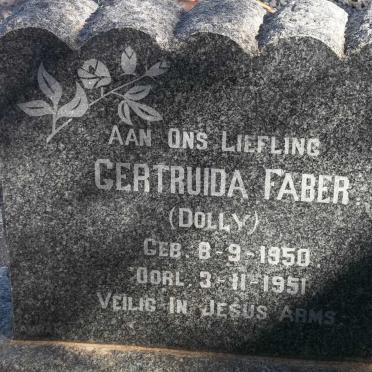 AAN ONS LIEFLING
GERTRUIDA FABER
(DOLLY)
GEB. 8-9-1950
OORL. 3-11-1951
VEILIG IN JESUS ARMS